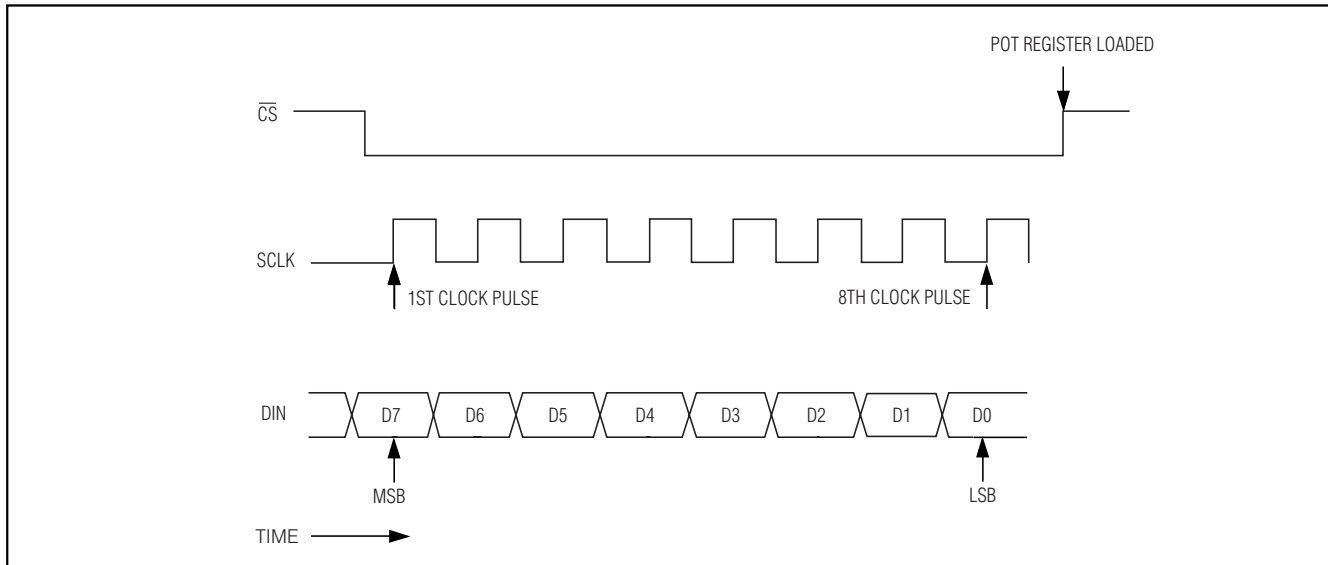 POT REGISTER LOADED
C̅S̅
SCLK
1ST CLOCK PULSE
8TH CLOCK PULSE
DIN
D7
D6
D5
D4
D3
D2
D1
D0
MSB
LSB
TIME